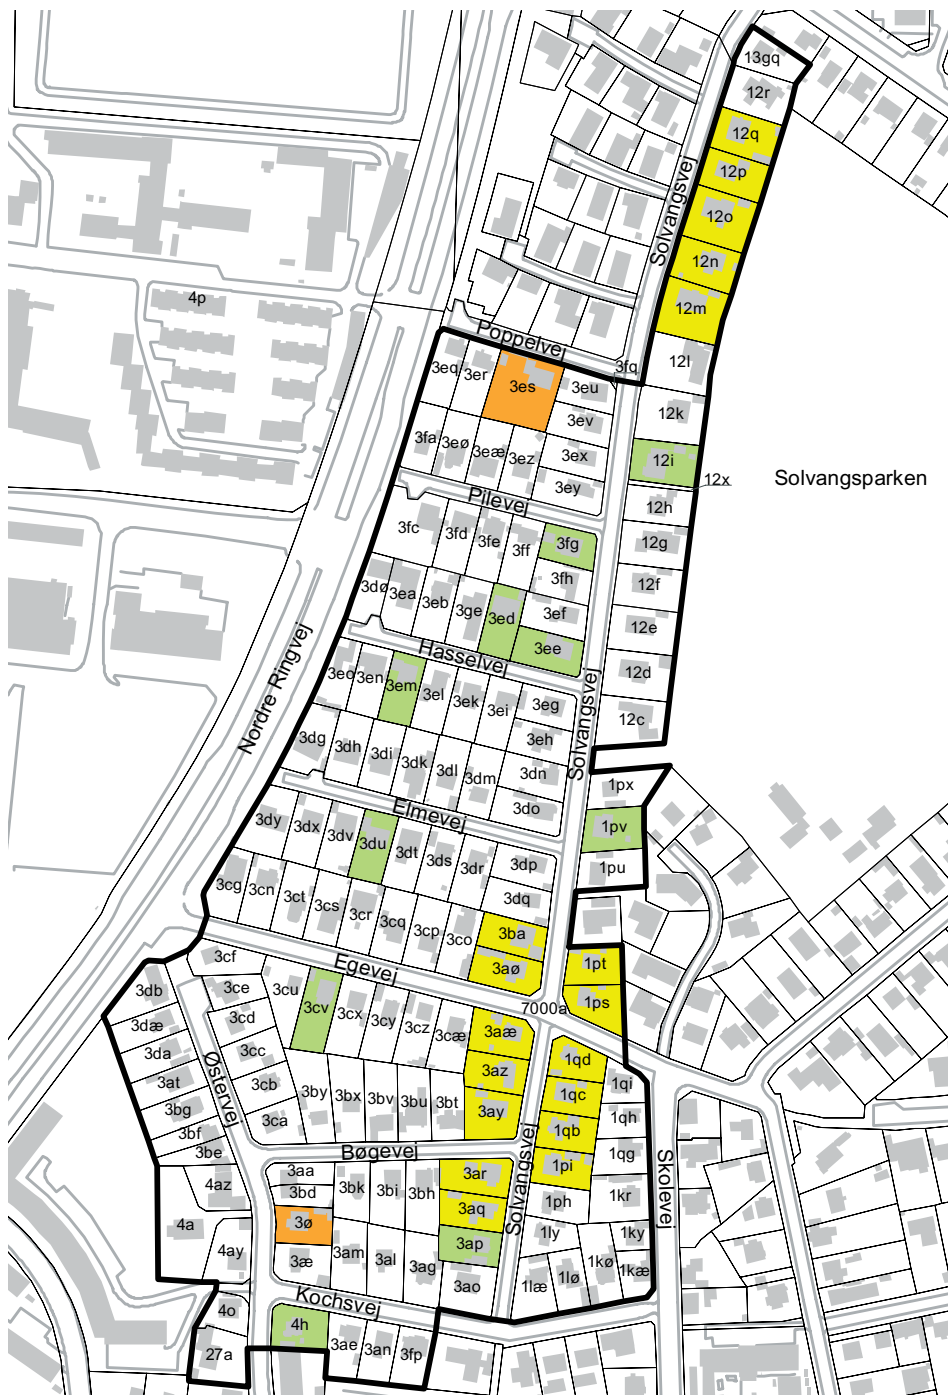 13gq
12r
12q
12p
12o
12n
12m
Solvangsvej
4p
Poppelvej
3fq
12l
3eq
3er
3es
3eu
3ev
12k
3fa
3eø
3eæ
3ez
3ex
3ey
12i
12x
Solvangsparken
Pilevej
12h
3fc
3fd
3fe
3ff
3fg
12g
3fh
12f
3dø
3ea
3eb
3ge
3ed
3ef
12e
3ee
Hasselvej
12d
3eo
3en
3em
3el
3ek
3ei
3eg
12c
Nordre Ringvej
3eh
Solvangsvej
3dg
3dh
3di
3dk
3dl
3dm
3dn
3do
1px
Elmevej
1pv
3dy
3dx
3dv
3du
3dt
3ds
3dr
3dp
1pu
3cg
3cn
3ct
3cs
3cr
3cq
3cp
3co
3dq
3ba
3aø
1pt
Egevej
3cf
1ps
7000a
3db
3ce
3cu
3cv
3cx
3cy
3cz
3cæ
3aæ
3dæ
3cd
3da
3cc
1qd
3az
3at
Østervej
3cb
3by
3bx
3bv
3bu
3bt
1qi
1qc
3ay
3bg
3ca
1qh
1qb
3bf
3be
Bøgevej
1qg
1pi
Skolevej
3aa
3ar
4az
3bd
3bk
3bi
3bh
1kr
1ph
3aq
Solvangsvej
4a
3ø
1ly
1ky
3ap
4ay
3æ
3am
3al
3ag
1kø
1kæ
1lø
1læ
3ao
Kochsvej
4o
4h
3ae
3an
3fp
27a